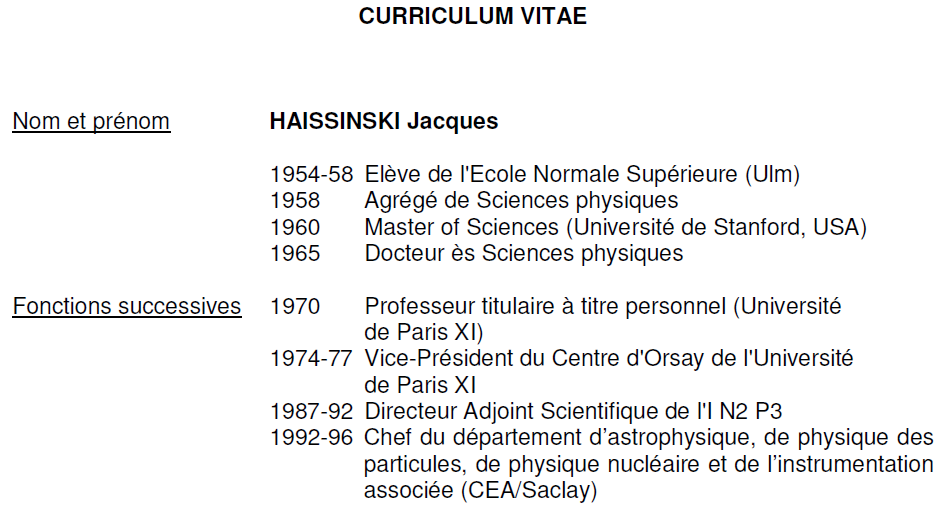 CURRICULUM VITAE
Nom et prénom HAISSINSKI Jacques
1954-58 Elève de l'Ecole Normale Supérieure (Ulm)
1958 Agrégé de Sciences physiques
1960 Master of Sciences (Université de Stanford, USA)
1965 Docteur ès Sciences physiques
Fonctions successives 1970 Professeur titulaire à titre personnel (Université
de Paris XI)
1974-77 Vice-Président du Centre d'Orsay de l'Université
de Paris XI
1987-92 Directeur Adjoint Scientifique de l'I N2 P3
1992-96 Chef du département d’astrophysique, de physique des
particules, de physique nucléaire et de l’instrumentation
associée (CEA/Saclay)